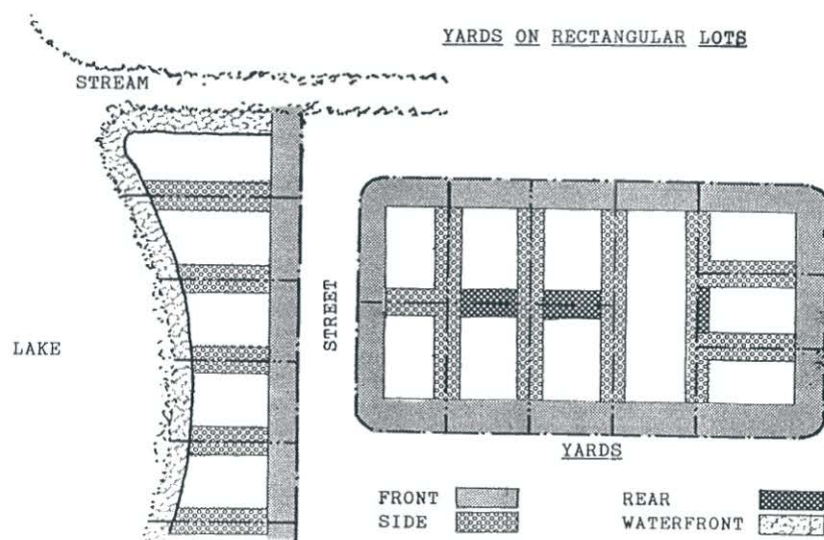 YARDS ON RECTANGULAR LOTS
STREAM
STREET
LAKE
YARDS
FRONT
REAR
SIDE
WATERFRONT